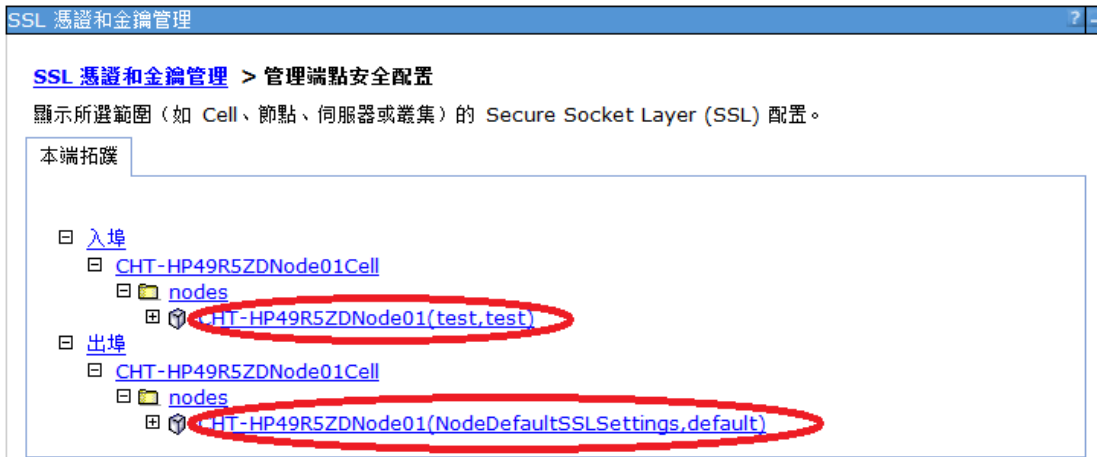 SSL 憑證和金鑰管理
SSL 憑證和金鑰管理 > 管理端點安全配置
顯示所選範圍（如 Cell、節點、伺服器或叢集）的 Secure Socket Layer (SSL) 配置。
本端拓蹼
入埠
CHT-HP49R5ZDNode01Cell
nodes
CHT-HP49R5ZDNode01(test,test)
出埠
CHT-HP49R5ZDNode01Cell
nodes
CHT-HP49R5ZDNode01(NodeDefaultSSLSettings,default)